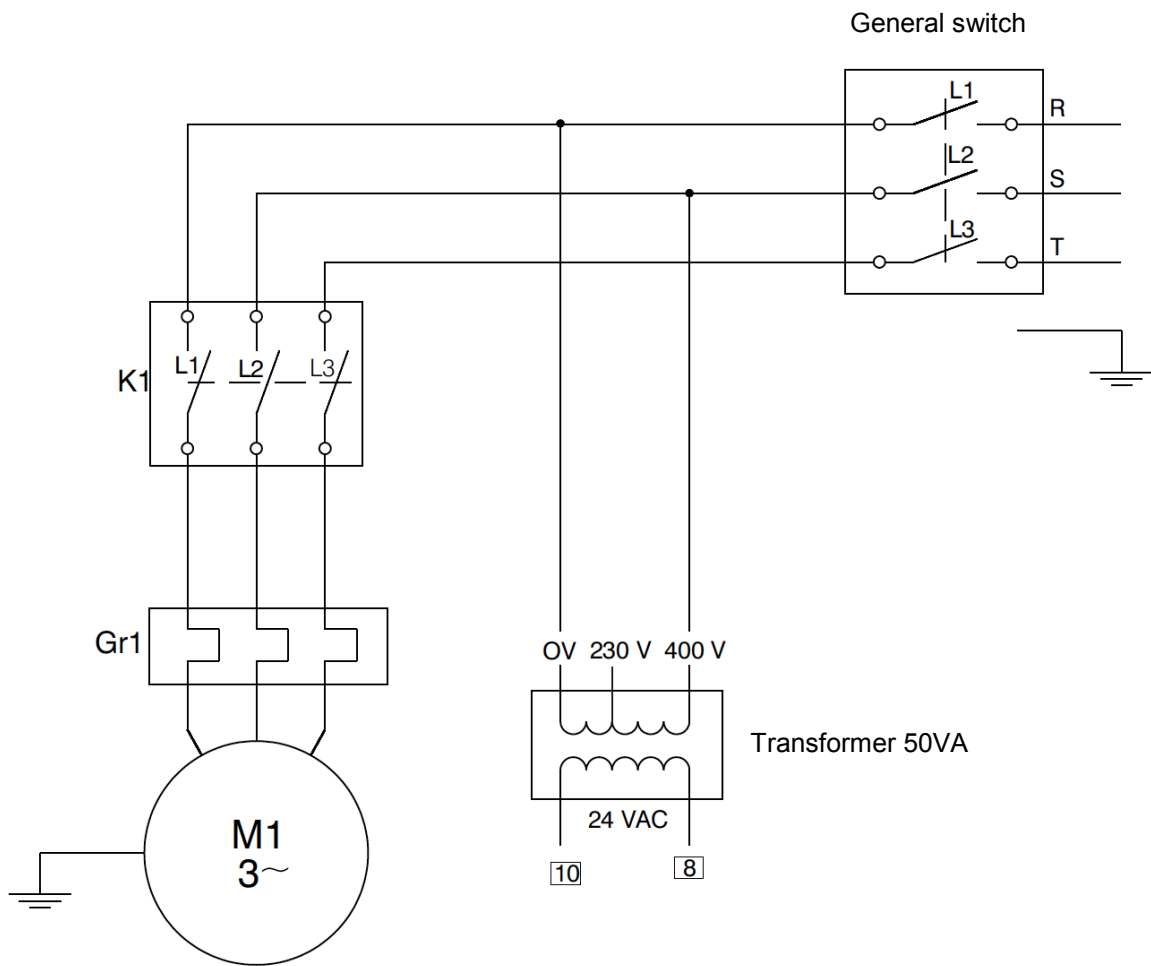 General switch
L1
R
L2
S
L3
T
K1
L1 L2 L3
Gr1
OV 230 V 400 V
Transformer 50VA
24 VAC
10 8
M1
3~